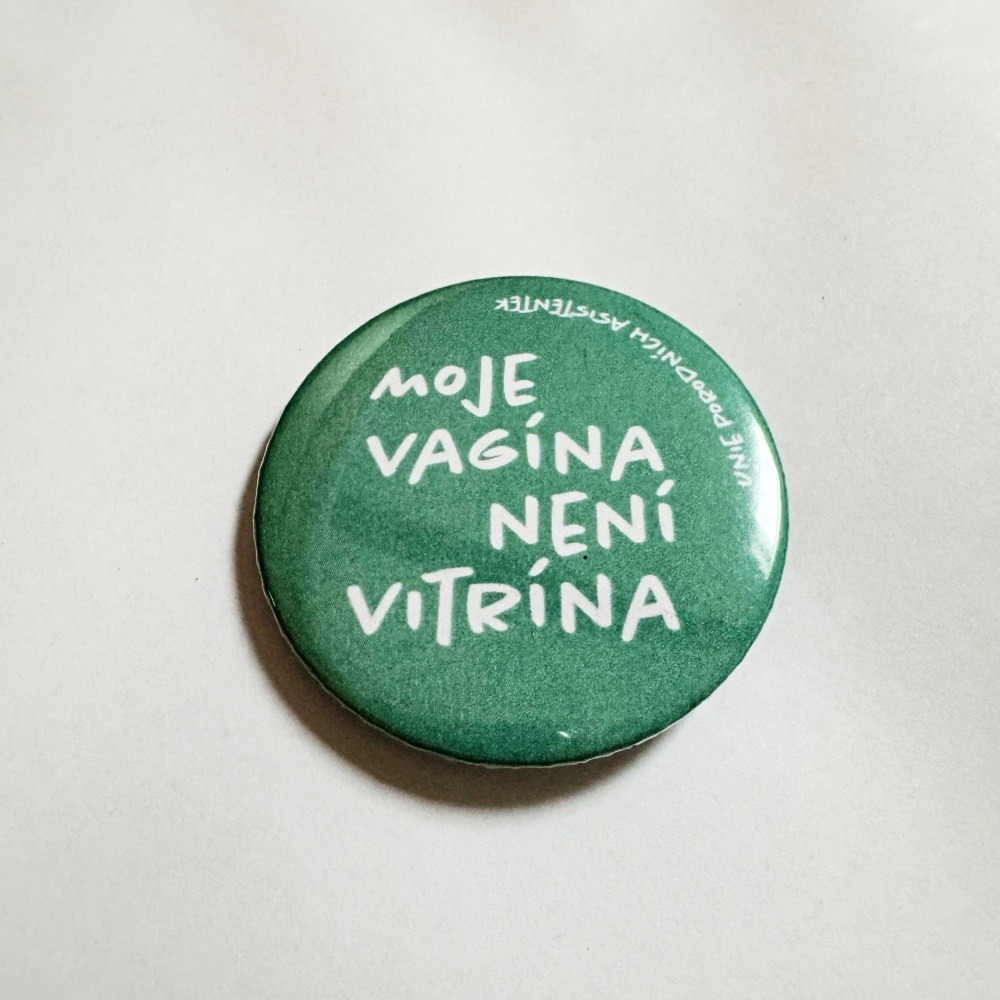 MOJE
VAGÍNA
NENÍ
VITRÍNA
UNIE PORODNÍCH ASISTENTEK